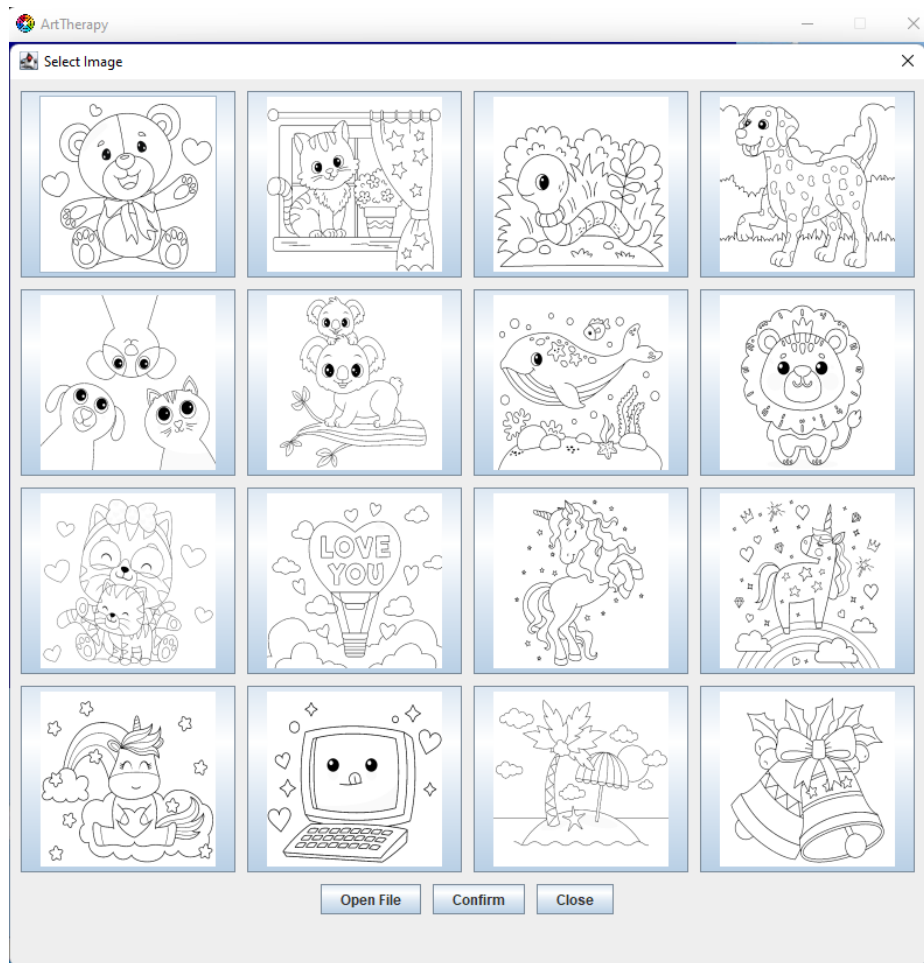 ArtTherapy
Select Image
LOVE
YOU
Open File
Confirm
Close